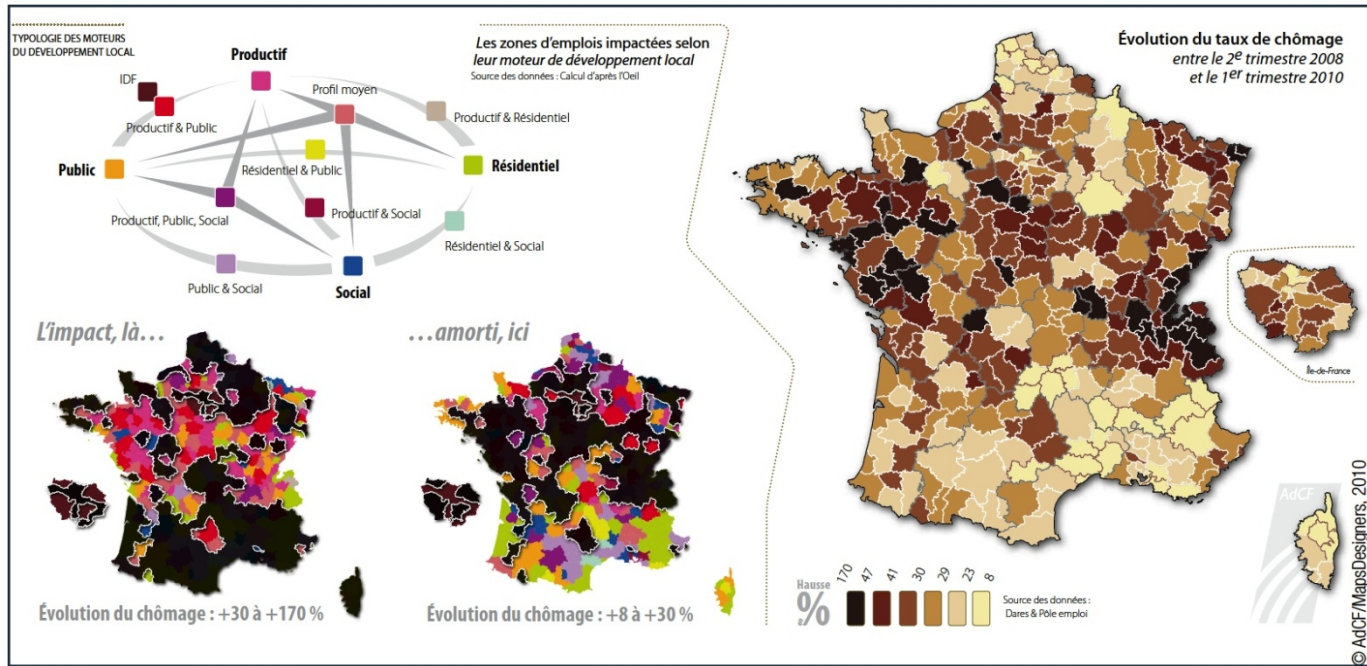 TYPOLOGIE DES MOTEURS
DU DÉVELOPPEMENT LOCAL
Productif
IDF
Productif & Public
Profil moyen
Productif & Résidentiel
Public
Résidentiel & Public
Résidentiel
Productif, Public, Social
Productif & Social
Résidentiel & Social
Public & Social
Social
Les zones d'emplois impactées selon
leur moteur de développement local
Source des données : Calcul d'après l'Oeil
L'impact, là…
…amorti, ici
Évolution du chômage : +30 à +170 %
Évolution du chômage : +8 à +30 %
Évolution du taux de chômage
entre le 2e trimestre 2008
et le 1er trimestre 2010
Île-de-France
AdCF
Hausse
%
170
47
41
30
29
23
8
Source des données :
Dares & Pôle emploi
© AdCF/MapsDesigners, 2010